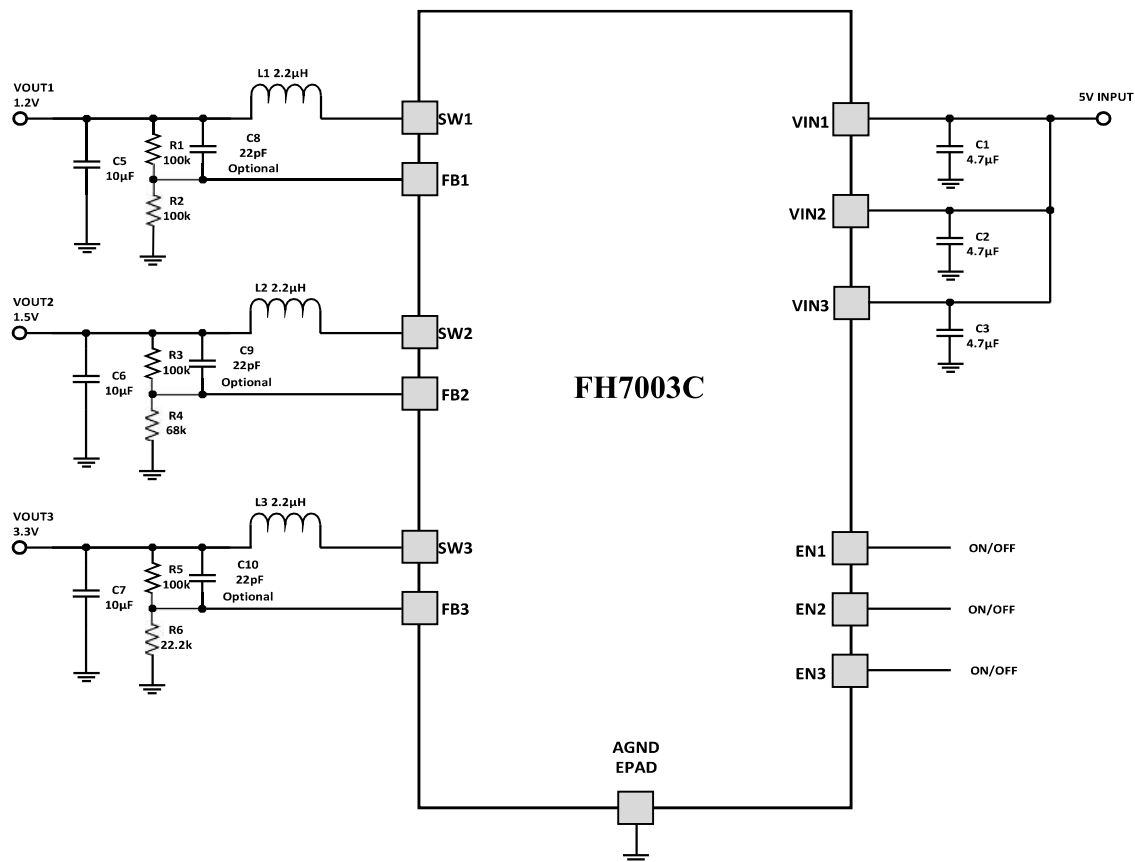 VOUT1
1.2V
L1 2.2µH
C5
10µF
R1
100k
C8
22pF
Optional
R2
100k
SW1
FB1
VOUT2
1.5V
L2 2.2µH
C6
10µF
R3
100k
C9
22pF
Optional
R4
68k
SW2
FB2
VOUT3
3.3V
L3 2.2µH
C7
10µF
R5
100k
C10
22pF
Optional
R6
22.2k
SW3
FB3
FH7003C
AGND
EPAD
VIN1
5V INPUT
C1
4.7µF
VIN2
C2
4.7µF
VIN3
C3
4.7µF
EN1
ON/OFF
EN2
ON/OFF
EN3
ON/OFF